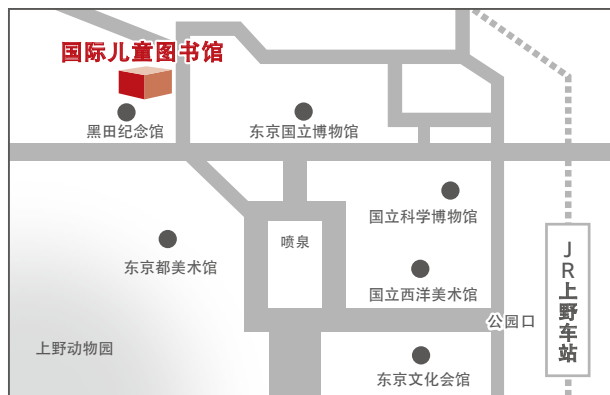 国际儿童图书馆
黑田纪念馆
东京国立博物馆
国立科学博物馆
喷泉
东京都美术馆
国立西洋美术馆
公园口
JR上野车站
上野动物园
东京文化会馆